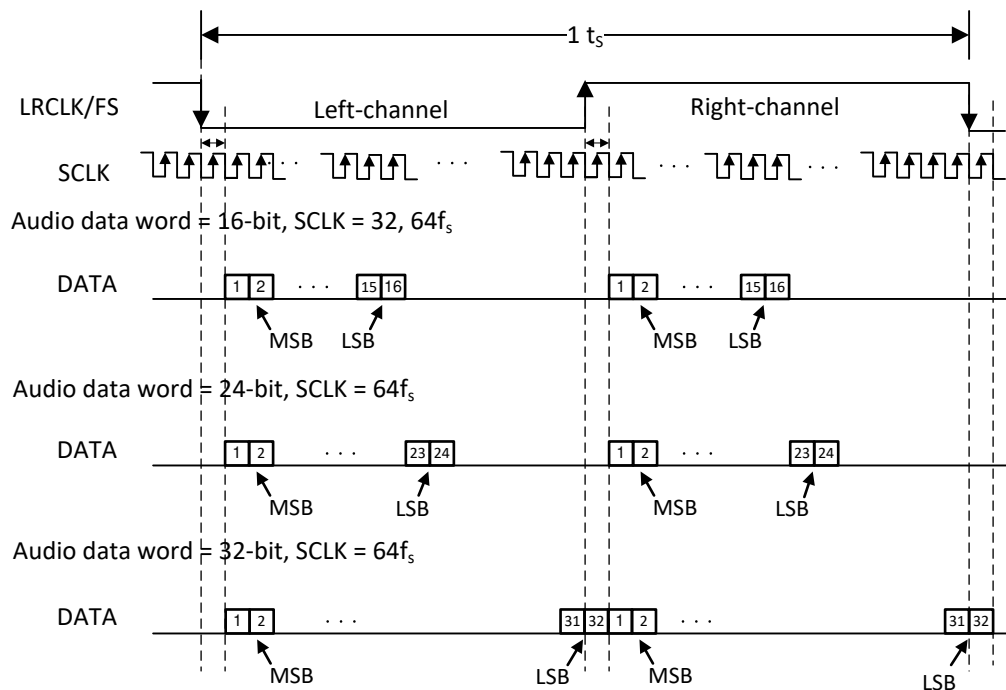 1 tS
LRCLK/FS
Left-channel
Right-channel
SCLK
· · ·
· · ·
· · ·
· · ·
Audio data word = 16-bit, SCLK = 32, 64fs
DATA
1 2 · · · 15 16 1 2 · · · 15 16
MSB LSB MSB LSB
Audio data word = 24-bit, SCLK = 64fs
DATA
1 2 · · · 23 24 1 2 · · · 23 24
MSB LSB MSB LSB
Audio data word = 32-bit, SCLK = 64fs
DATA
1 2 · · · 31 32 1 2 · · · 31 32
MSB LSB MSB LSB